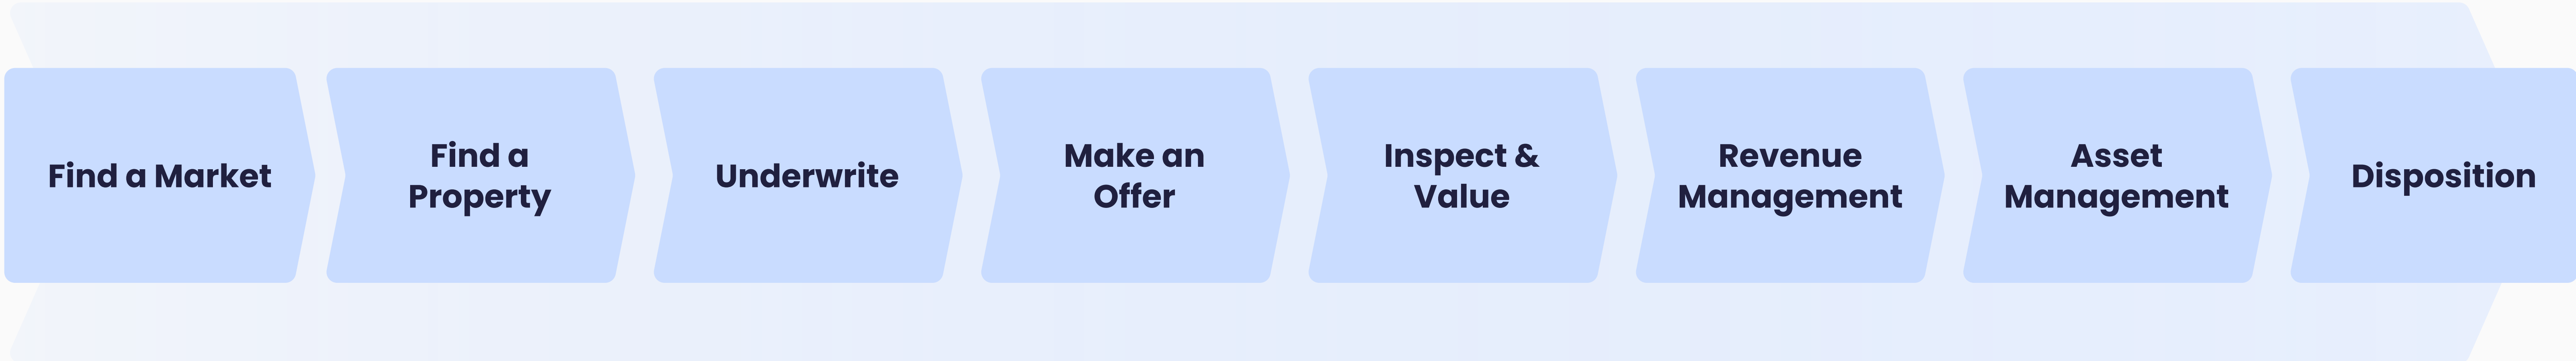 Find a Market
Find a
Property
Underwrite
Make an
Offer
Inspect &
Value
Revenue
Management
Asset
Management
Disposition